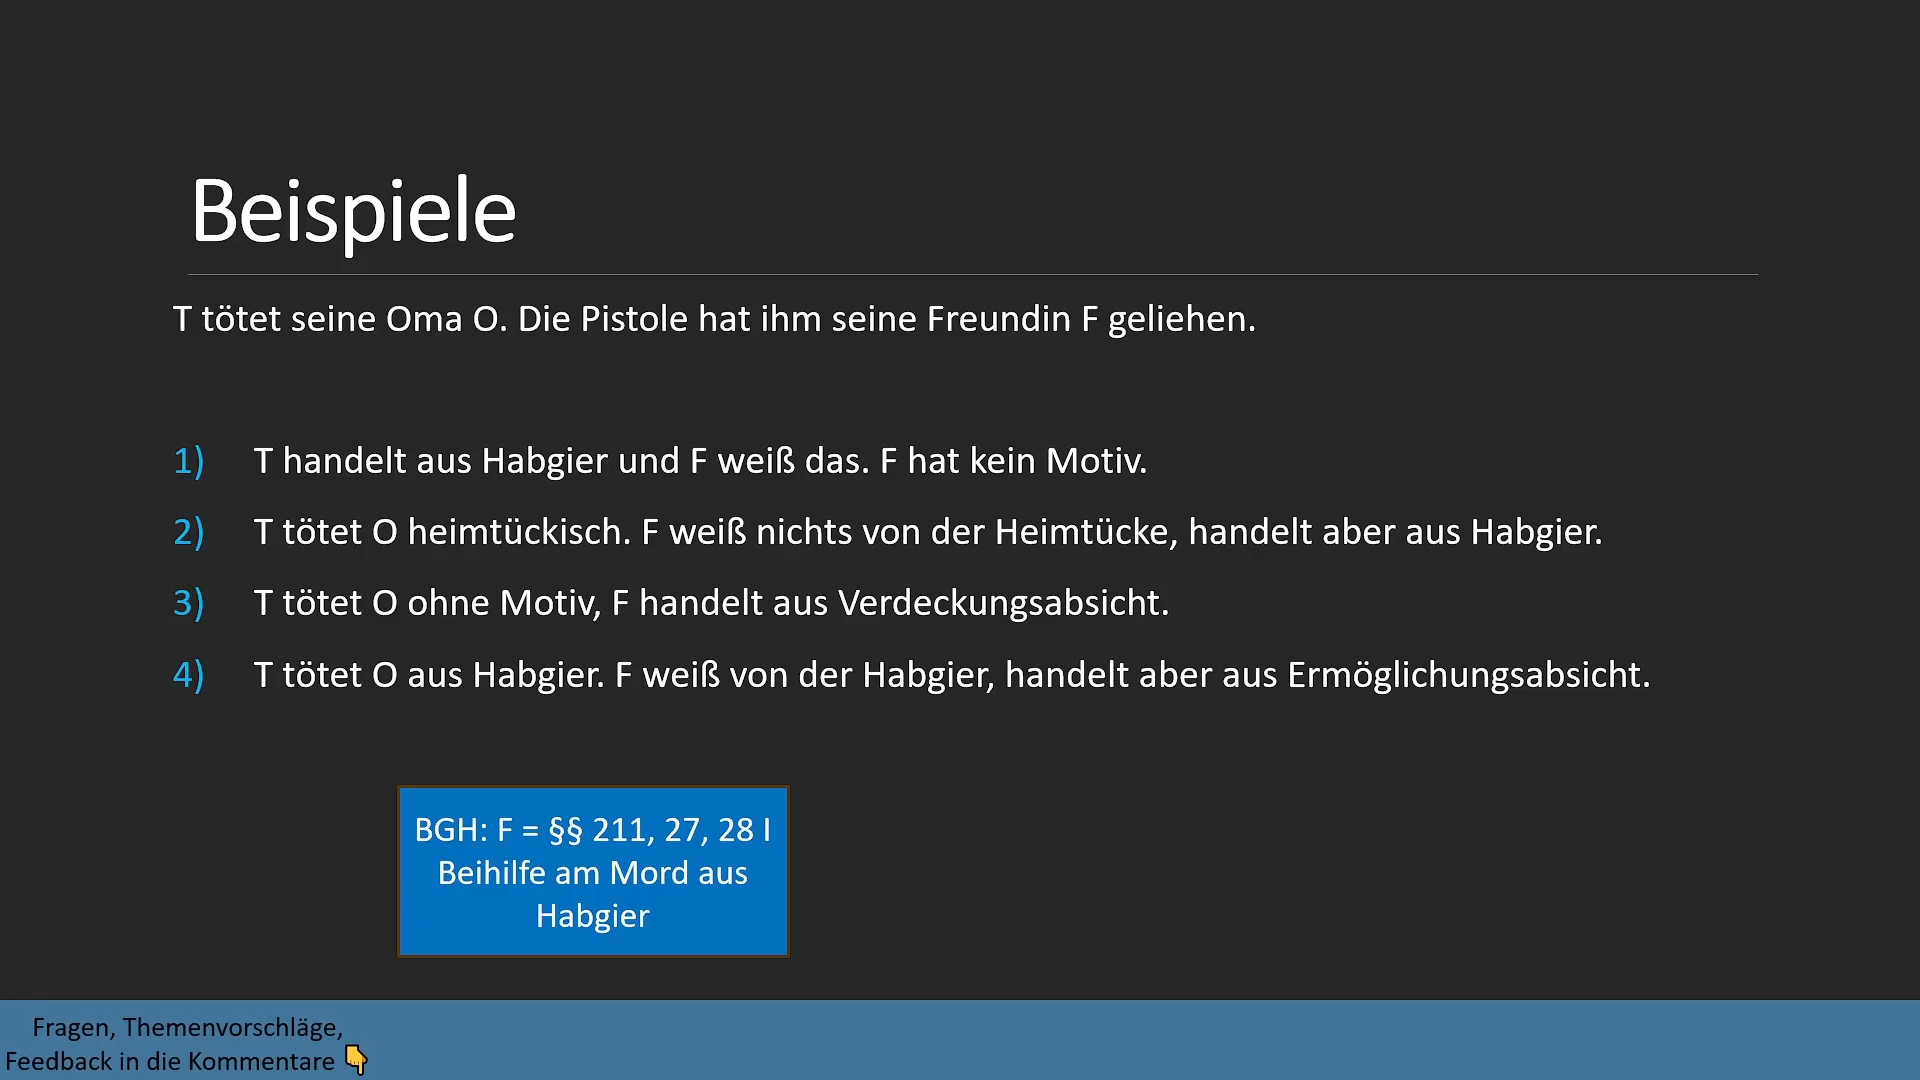 Beispiele
T tötet seine Oma O. Die Pistole hat ihm seine Freundin F geliehen.
1) T handelt aus Habgier und F weiß das. F hat kein Motiv.
2) T tötet O heimtückisch. F weiß nichts von der Heimtücke, handelt aber aus Habgier.
3) T tötet O ohne Motiv, F handelt aus Verdeckungsabsicht.
4) T tötet O aus Habgier. F weiß von der Habgier, handelt aber aus Ermöglichungsabsicht.
BGH: F = §§ 211, 27, 28 I
Beihilfe am Mord aus
Habgier
Fragen, Themenvorschläge,
Feedback in die Kommentare 👇